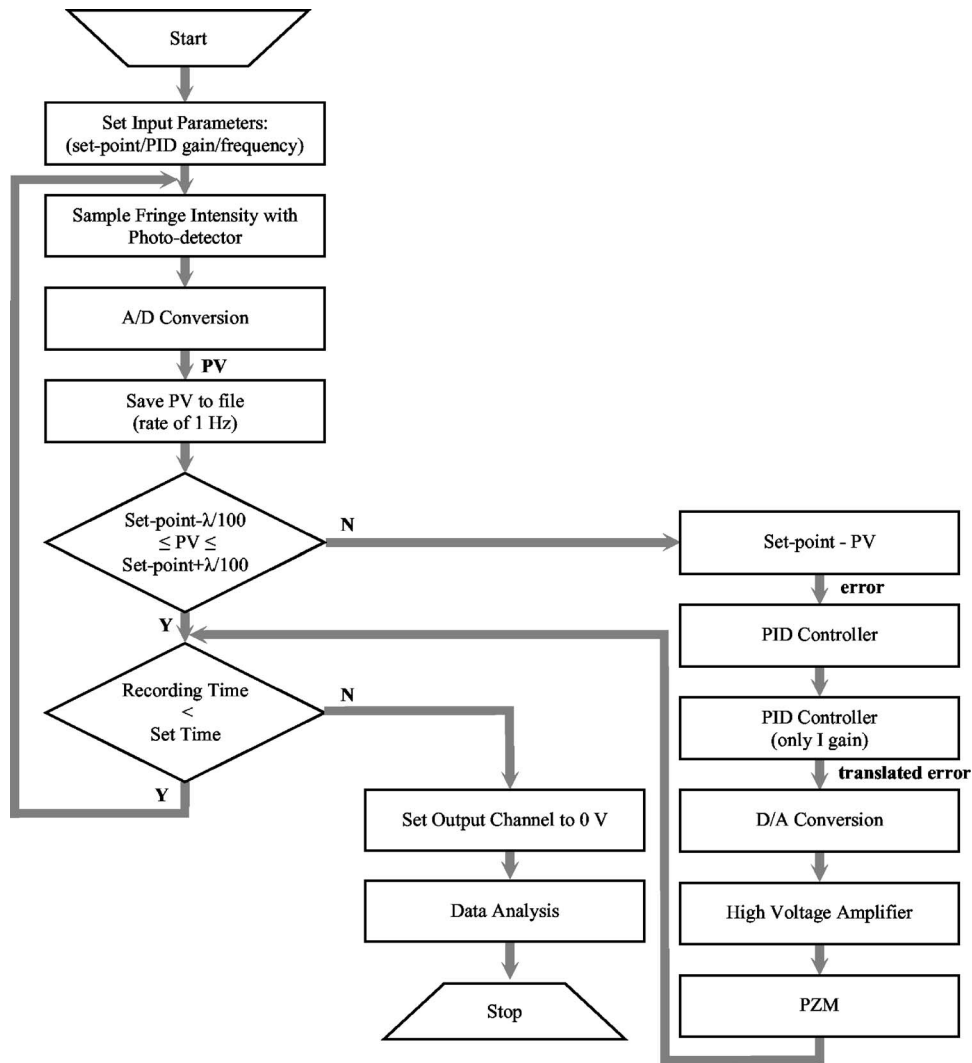 Start
Set Input Parameters:
(set-point/PID gain/frequency)
Sample Fringe Intensity with
Photo-detector
A/D Conversion
PV
Save PV to file
(rate of 1 Hz)
Set-point-λ/100
≤ PV ≤
Set-point+λ/100
N
Y
Set-point - PV
error
PID Controller
PID Controller
(only I gain)
translated error
D/A Conversion
High Voltage Amplifier
PZM
Recording Time
<
Set Time
N
Y
Set Output Channel to 0 V
Data Analysis
Stop